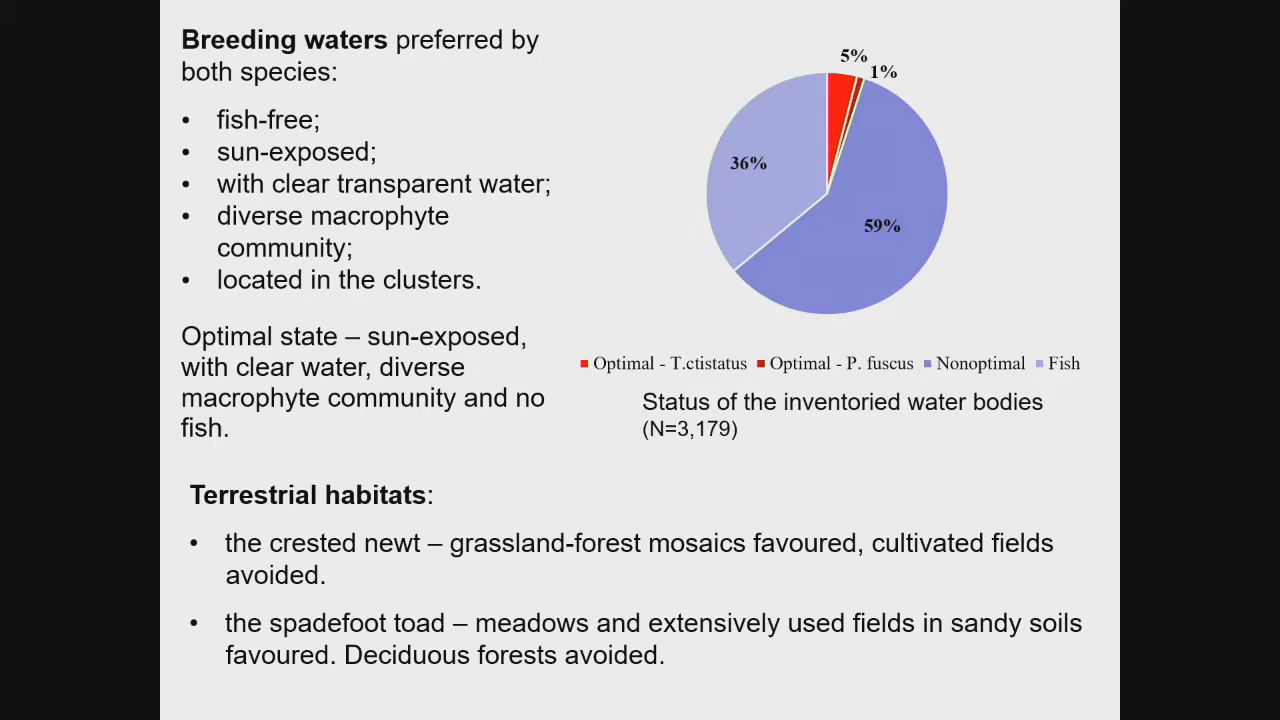 Breeding waters preferred by
both species:
• fish-free;
• sun-exposed;
• with clear transparent water;
• diverse macrophyte
community;
• located in the clusters.
Optimal state – sun-exposed,
with clear water, diverse
macrophyte community and no
fish.
5%
1%
36%
59%
Optimal - T.ctistatus Optimal - P. fuscus Nonoptimal Fish
Status of the inventoried water bodies
(N=3,179)
Terrestrial habitats:
• the crested newt – grassland-forest mosaics favoured, cultivated fields
avoided.
• the spadefoot toad – meadows and extensively used fields in sandy soils
favoured. Deciduous forests avoided.